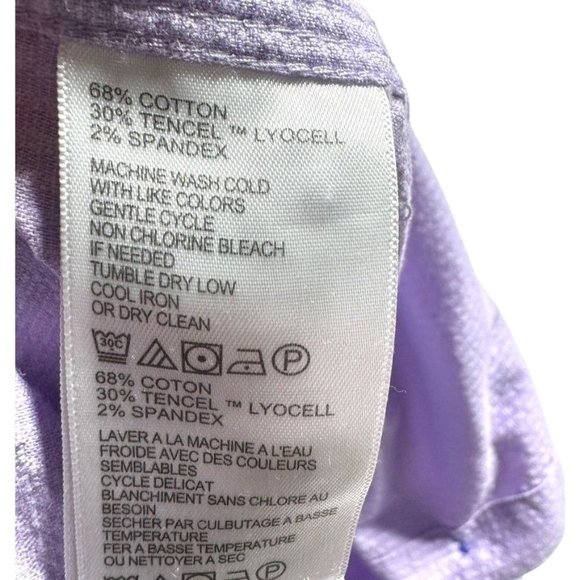 68% COTTON
30% TENCEL ™ LYOCELL
2% SPANDEX
MACHINE WASH COLD
WITH LIKE COLORS
GENTLE CYCLE
NON CHLORINE BLEACH
IF NEEDED
TUMBLE DRY LOW
COOL IRON
OR DRY CLEAN
30C P
68% COTON
30% TENCEL ™ LYOCELL
2% SPANDEX
LAVER A LA MACHINE A L'EAU
FROIDE AVEC DES COULEURS
SEMBLABLES
CYCLE DELICAT
BLANCHIMENT SANS CHLORE AU
BESOIN
SECHER PAR CULBUTAGE A BASSE
TEMPERATURE
FER A BASSE TEMPERATURE
OU NETTOYER A SEC